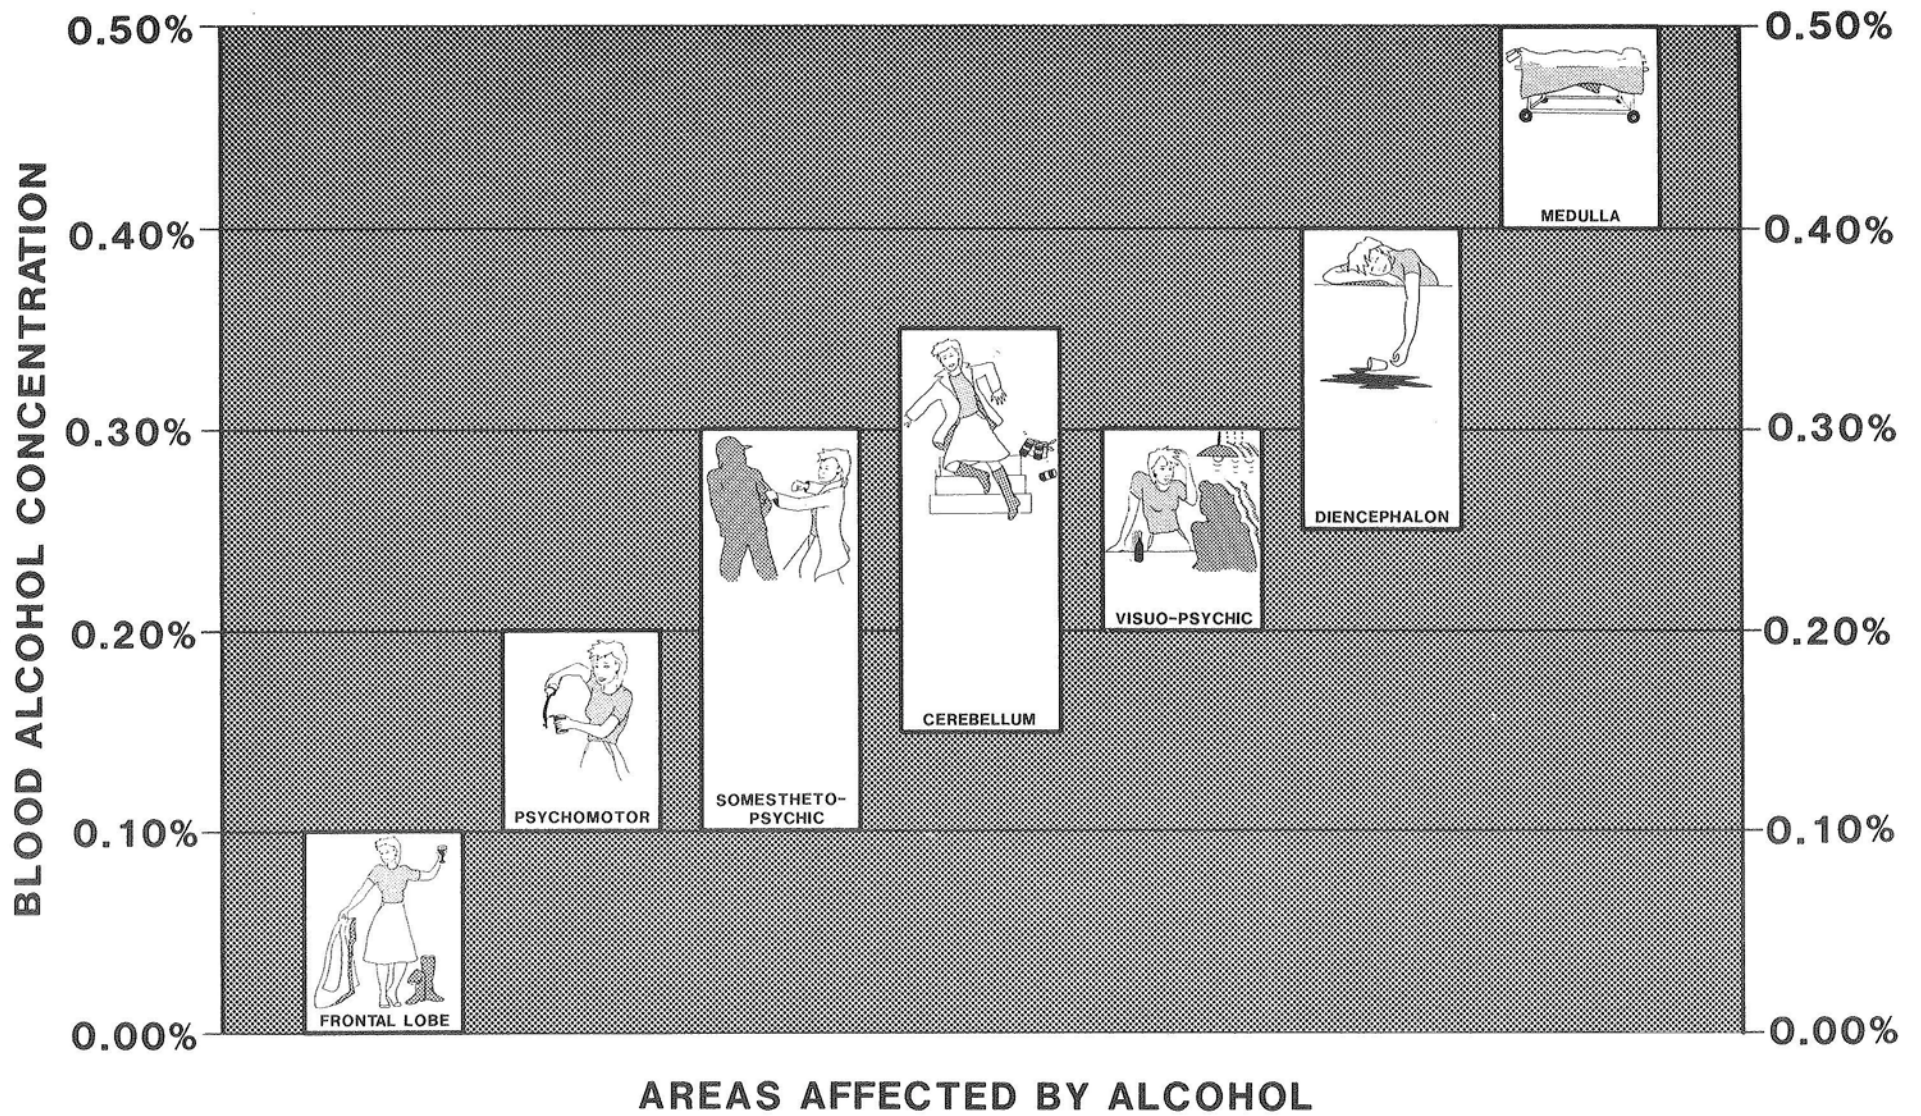 0.50%
0.50%
MEDULLA
0.40%
0.40%
0.30%
0.30%
DIENCEPHALON
VISUO-PSYCHIC
0.20%
0.20%
CEREBELLUM
SOMESTHETO-
PSYCHIC
PSYCHOMOTOR
0.10%
0.10%
FRONTAL LOBE
0.00%
0.00%
BLOOD ALCOHOL CONCENTRATION
AREAS AFFECTED BY ALCOHOL